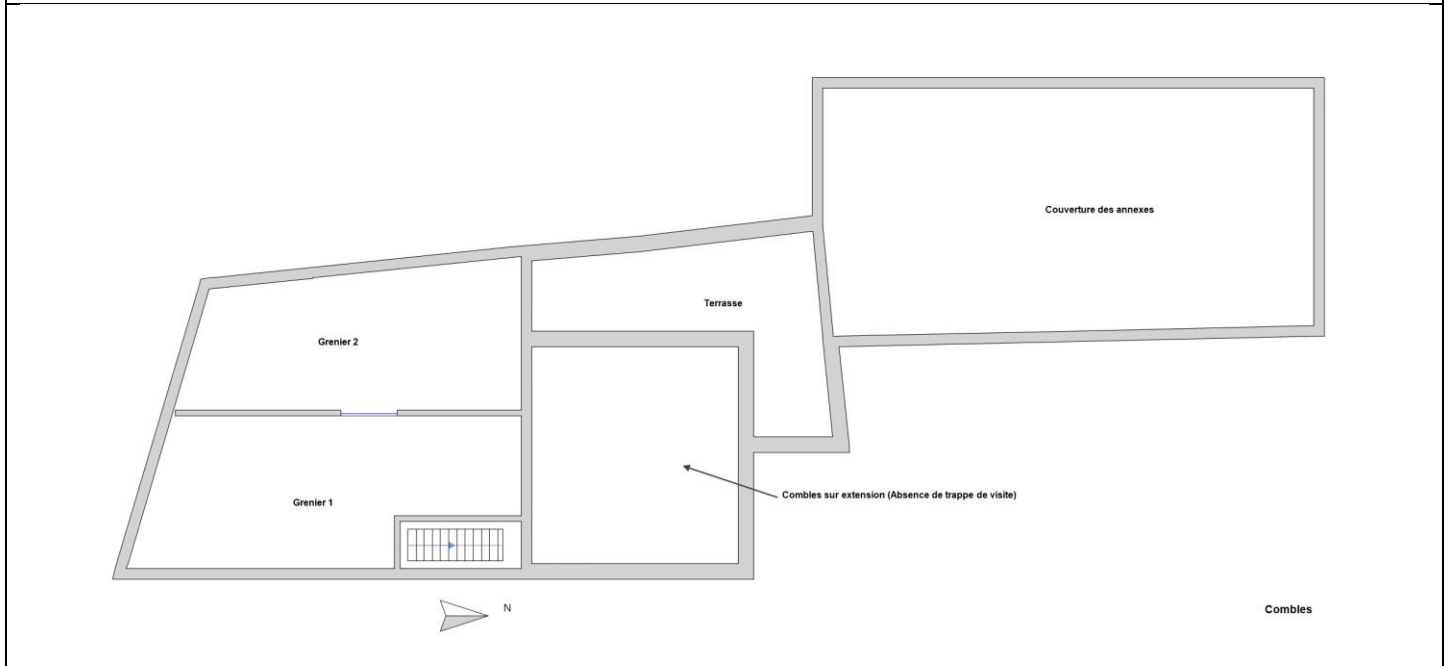 Couverture des annexes
Terrasse
Grenier 2
Combles sur extension (Absence de trappe de visite)
Grenier 1
N
Combles